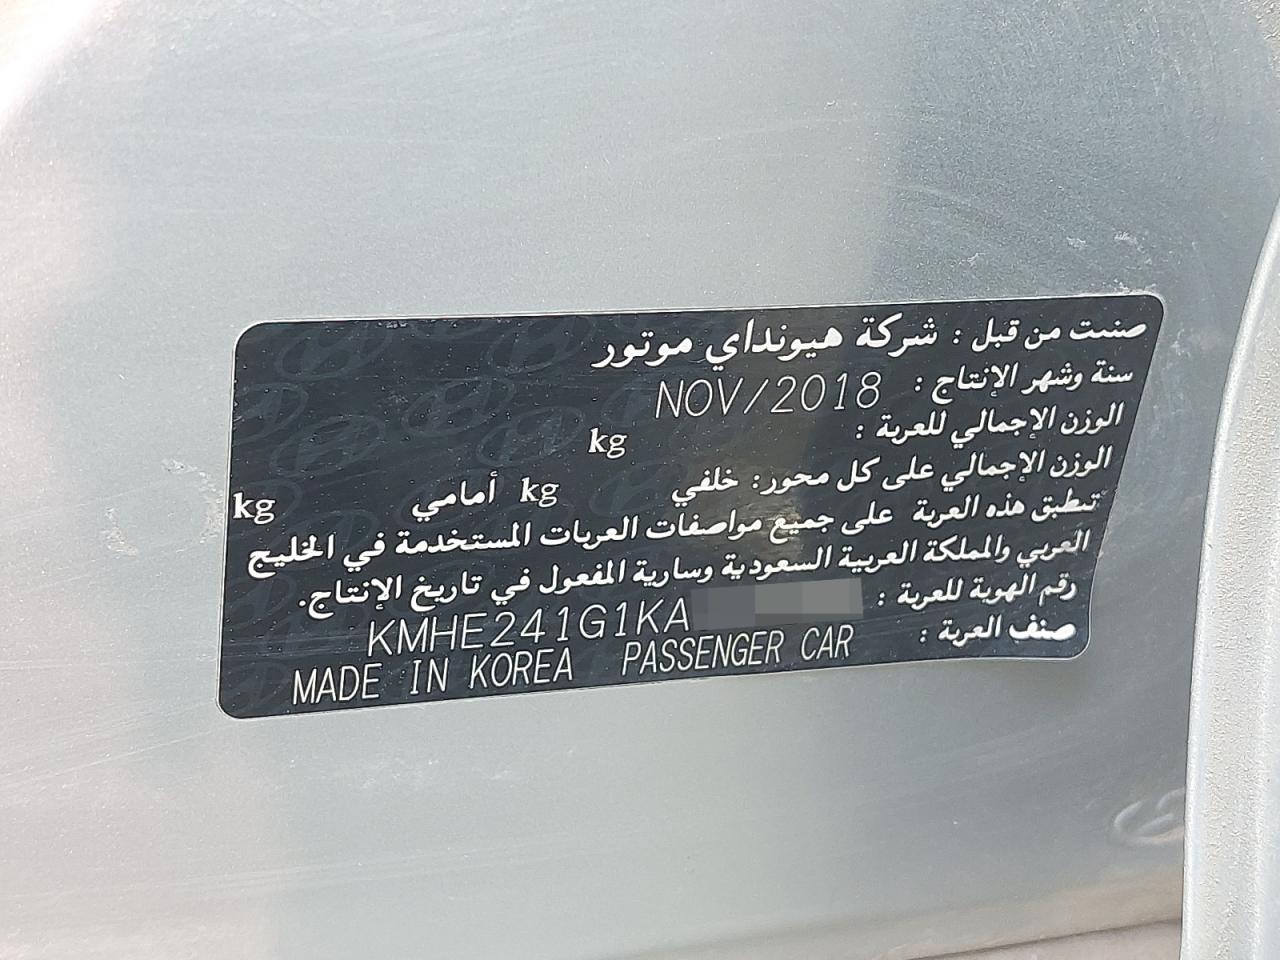 صنعت من قبل : شركة هيونداي موتور
سنة وشهر الإنتاج : NOV/2018
الوزن الإجمالي للعربة : kg
الوزن الإجمالي على كل محور: خلفي kg أمامي kg
تنطبق هذه العربة على جميع مواصفات العربات المستخدمة في الخليج
العربي والمملكة العربية السعودية وسارية المفعول في تاريخ الإنتاج.
رقم الهوية للعربة : KMHE241G1KA
صنف العربة : PASSENGER CAR
MADE IN KOREA